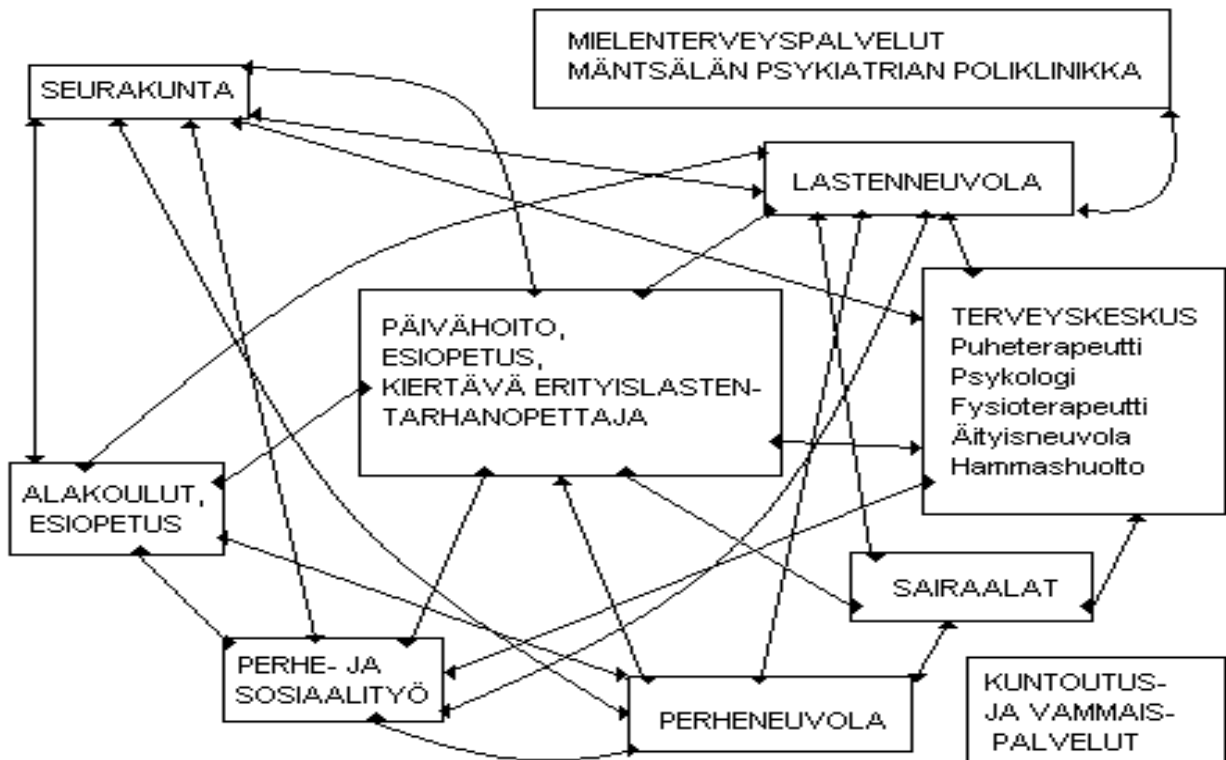 MIELENTERVEYSPALVELUT
MÄNTSÄLÄN PSYKIATRIAN POLIKLINIKKA
SEURAKUNTA
LASTENNEUVOLA
PÄIVÄHOITO,
ESIOPETUS,
KIERTÄVÄ ERITYISLASTEN-
TARHANOPETTAJA
TERVEYSKESKUS
Puheterapeutti
Psykologi
Fysioterapeutti
Äityisneuvola
Hammashuolto
ALAKOULUT,
ESIOPETUS
SAIRAALAT
PERHE- JA
SOSIAALITYÖ
PERHENEUVOLA
KUNTOUTUS-
JA VAMMAIS-
PALVELUT